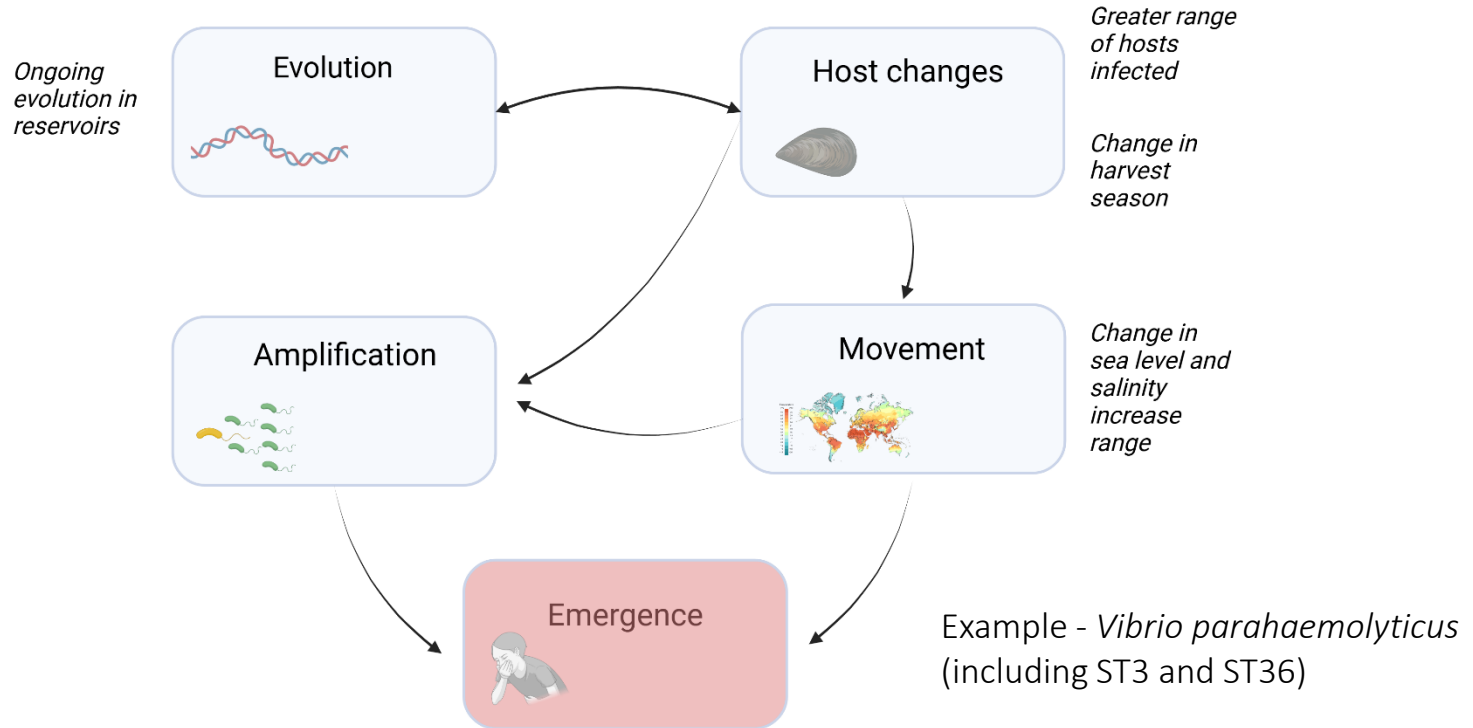 Ongoing
evolution in
reservoirs
Evolution
Host changes
Greater range
of hosts
infected
Change in
harvest
season
Amplification
Movement
Change in
sea level and
salinity
increase
range
Emergence
Example - Vibrio parahaemolyticus
(including ST3 and ST36)